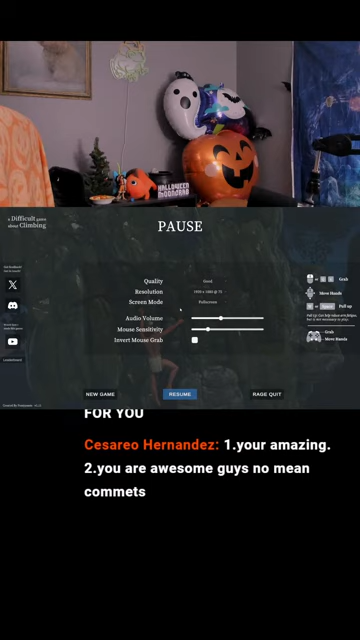 HALLOWEEN
a Difficult game
about Climbing
PAUSE
Quality
Good
Resolution
Screen Mode
Fullscreen
Audio Volume
Mouse Sensitivity
Invert Mouse Grab
Grab
Move Hands
Pull up
Grab
Move Hands
NEW GAME
RESUME
RAGE QUIT
FOR YOU
Cesareo Hernandez: 1.your amazing.
2.you are awesome guys no mean
commets